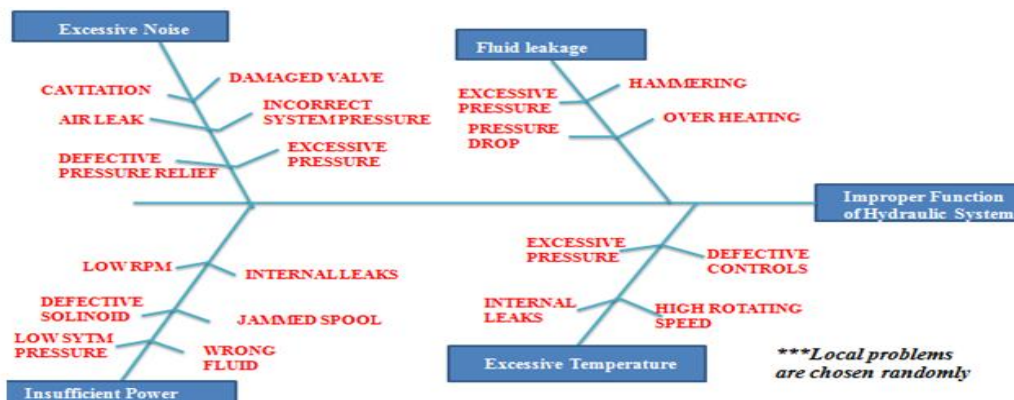 Excessive Noise
Fluid leakage
DAMAGED VALVE
CAVITATION
INCORRECT
SYSTEM PRESSURE
AIR LEAK
EXCESSIVE
PRESSURE
DEFECTIVE
PRESSURE RELIEF
HAMMERING
EXCESSIVE
PRESSURE
OVER HEATING
PRESSURE
DROP
Improper Function
of Hydraulic System
LOW RPM
INTERNAL LEAKS
DEFECTIVE
SOLINOID
JAMMED SPOOL
LOW SYTM
PRESSURE
WRONG
FLUID
Insufficient Power
EXCESSIVE
PRESSURE
DEFECTIVE
CONTROLS
INTERNAL
LEAKS
HIGH ROTATING
SPEED
Excessive Temperature
***Local problems
are chosen randomly